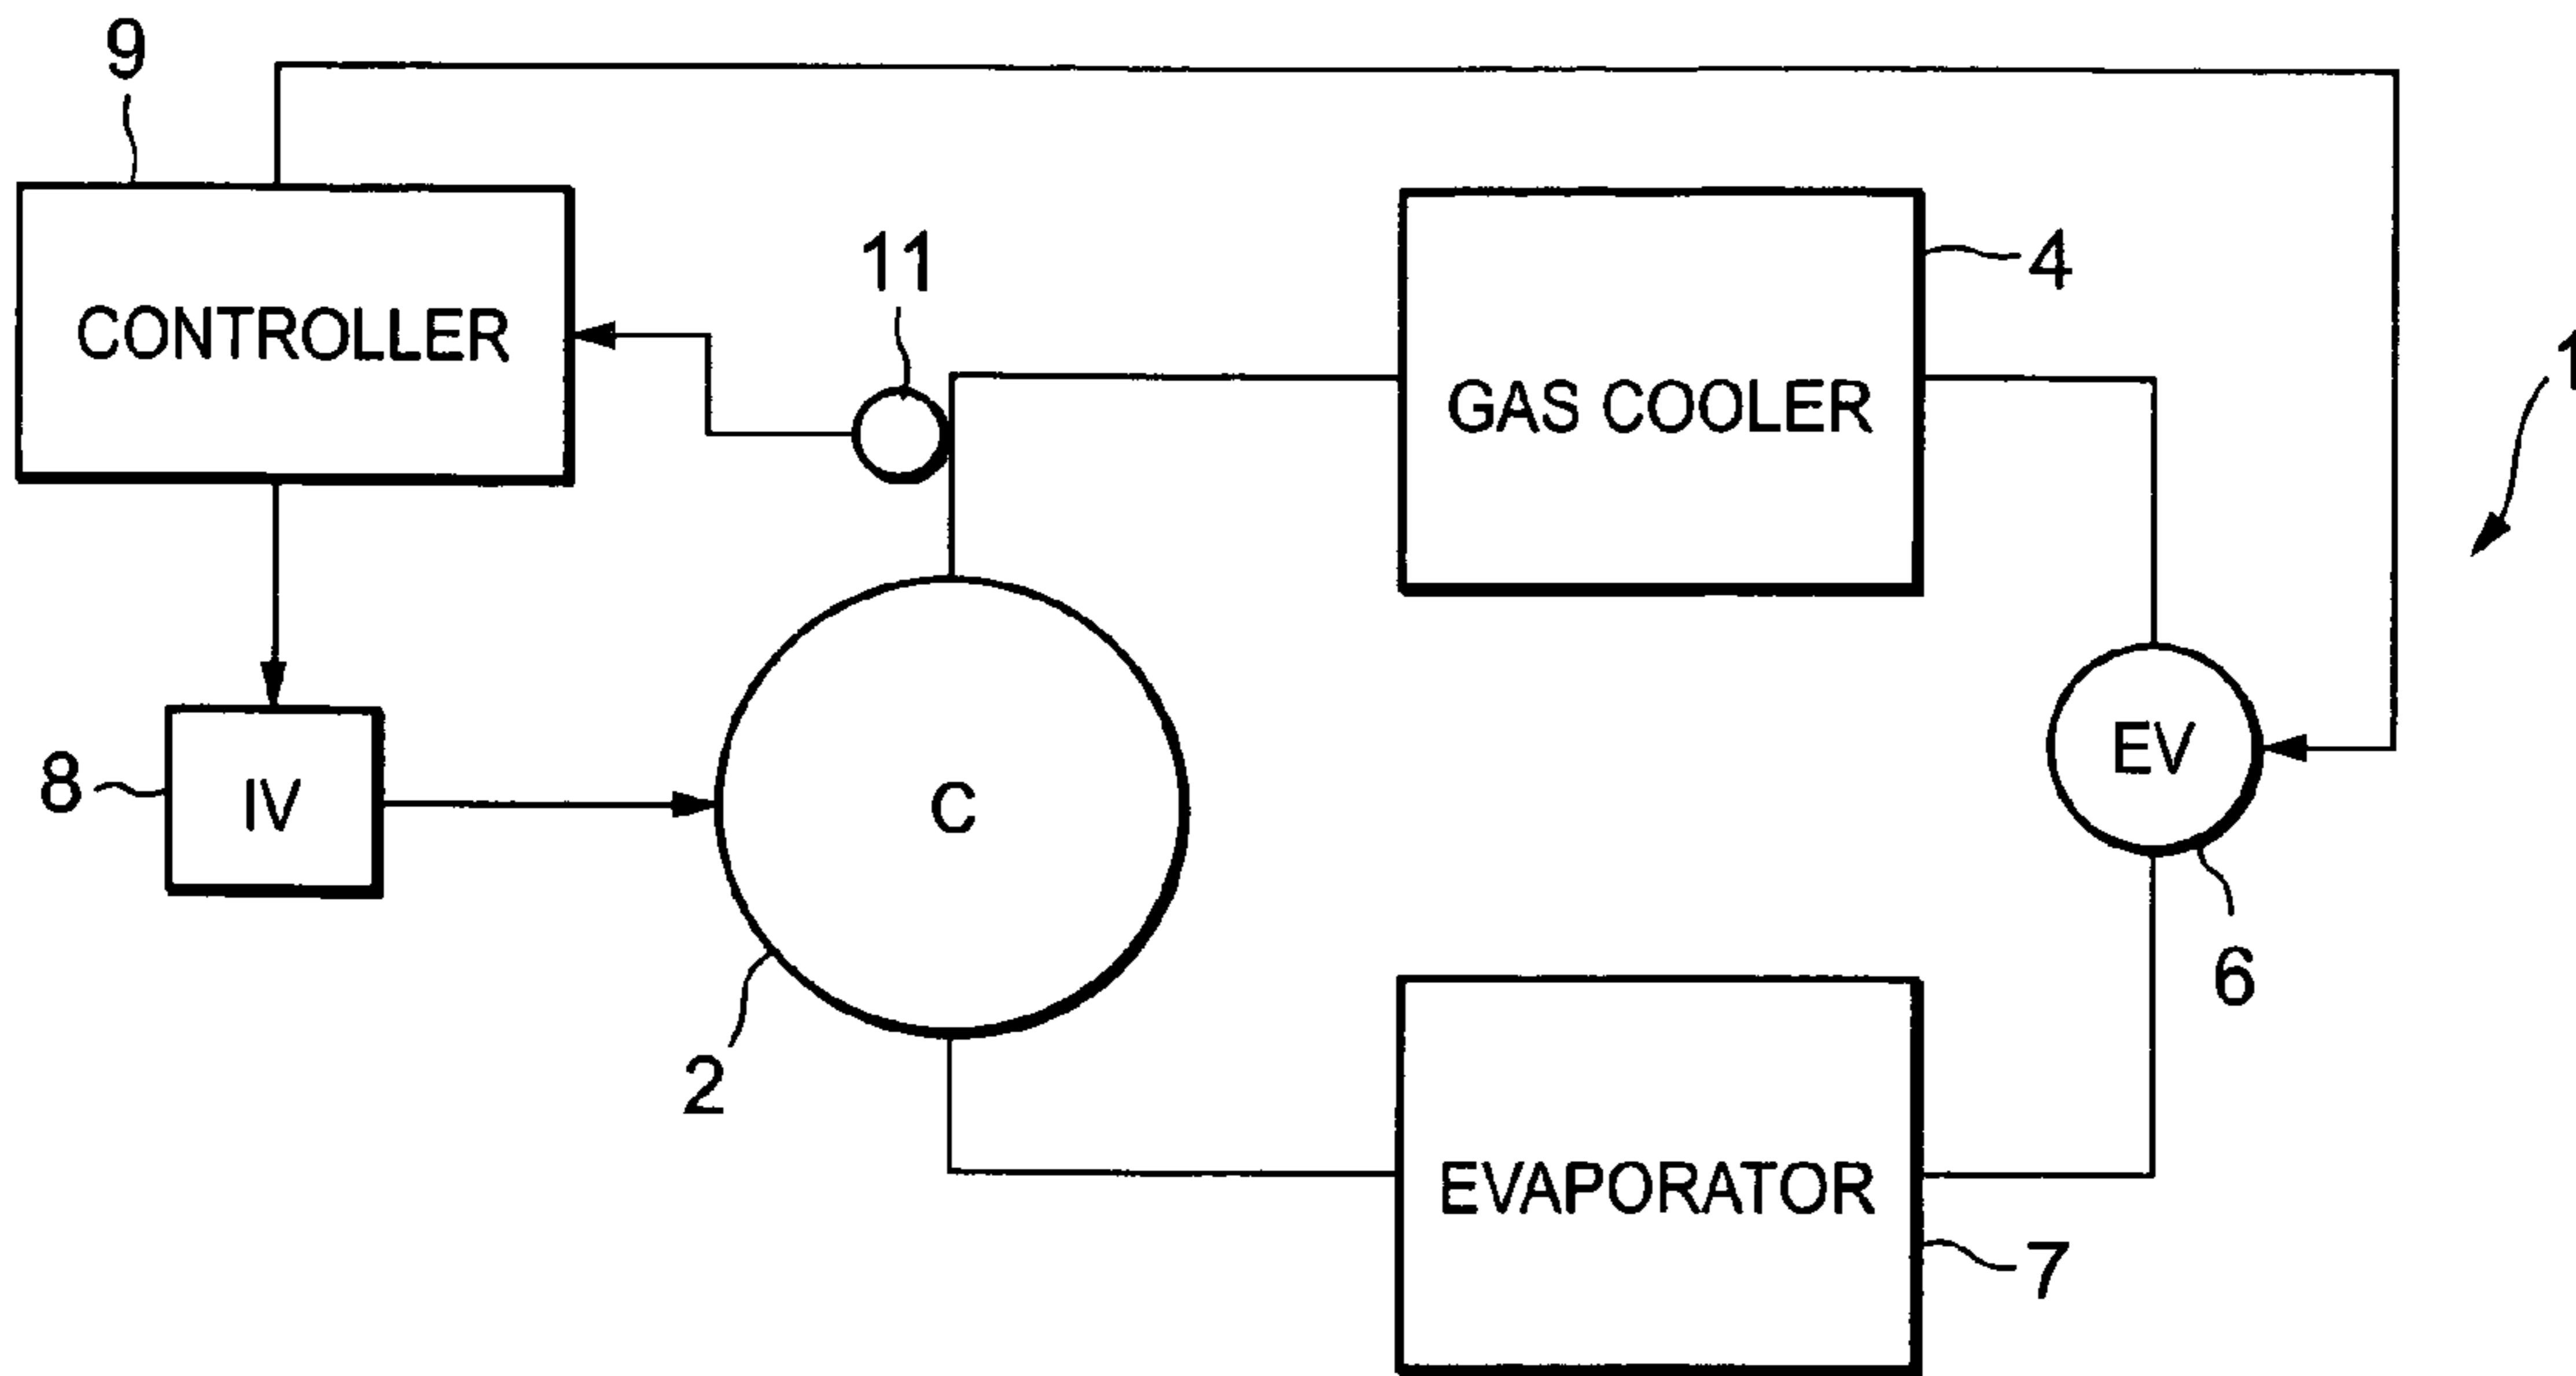 9
11
4
1
CONTROLLER
GAS COOLER
8
IV
C
EV
2
6
EVAPORATOR
7